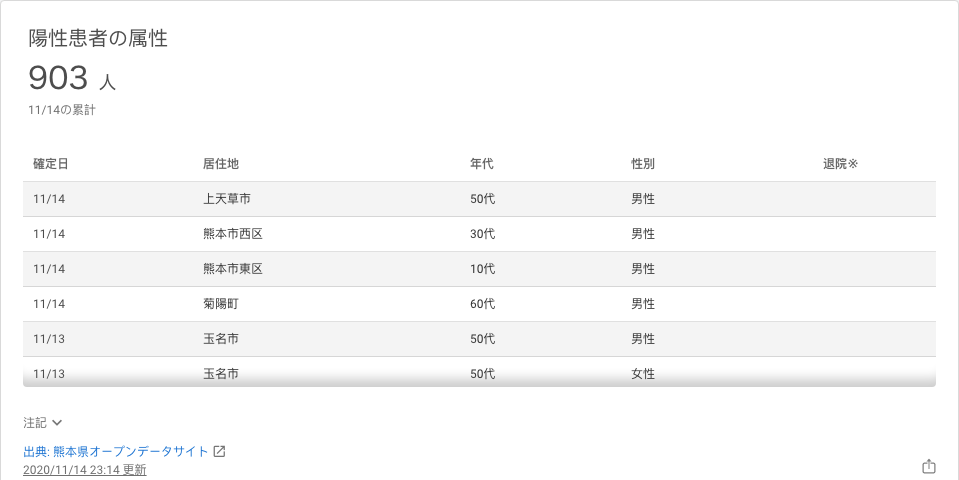 陽性患者の属性
903 人
11/14の累計
確定日 居住地 年代 性別 退院※
11/14 上天草市 50代 男性
11/14 熊本市西区 30代 男性
11/14 熊本市東区 10代 男性
11/14 菊陽町 60代 男性
11/13 玉名市 50代 男性
11/13 玉名市 50代 女性
注記
出典: 熊本県オープンデータサイト
2020/11/14 23:14 更新